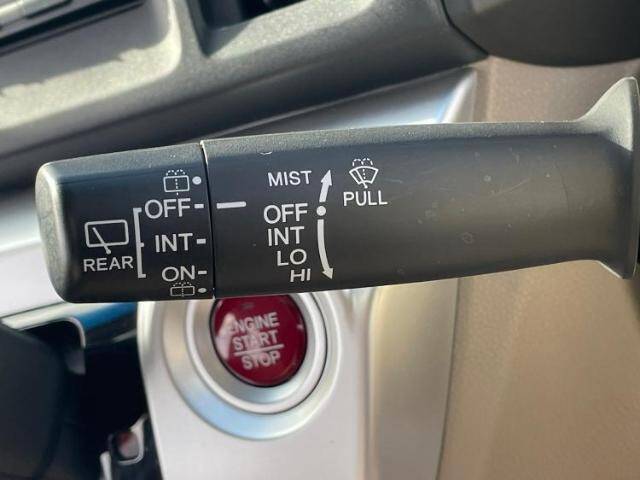 MIST
PULL
OFF
OFF
INT
INT
REAR
LO
ON
HI
ENGINE
START
STOP